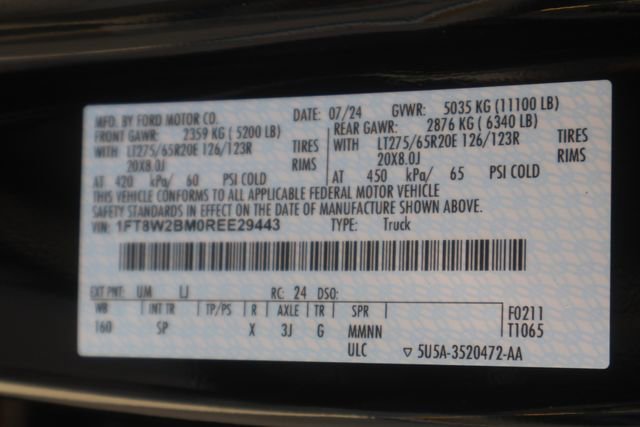 MFD. BY FORD MOTOR CO. DATE: 07/24 GVWR: 5035 KG (11100 LB)
FRONT GAWR: 2359 KG ( 5200 LB) REAR GAWR: 2876 KG ( 6340 LB)
WITH LT275/65R20E 126/123R TIRES WITH LT275/65R20E 126/123R TIRES
20X8.0J RIMS 20X8.0J RIMS
AT 420 kPa/ 60 PSI COLD AT 450 kPa/ 65 PSI COLD
THIS VEHICLE CONFORMS TO ALL APPLICABLE FEDERAL MOTOR VEHICLE
SAFETY STANDARDS IN EFFECT ON THE DATE OF MANUFACTURE SHOWN ABOVE.
VIN: 1FT8W2BM0REE29443 TYPE: Truck
EXT PNT: UM LJ RC: 24 DSO:
WB INT TR TP/PS R AXLE TR SPR F0211
160 SP X 3J G MMNN T1065
ULC ▽ 5U5A-3520472-AA